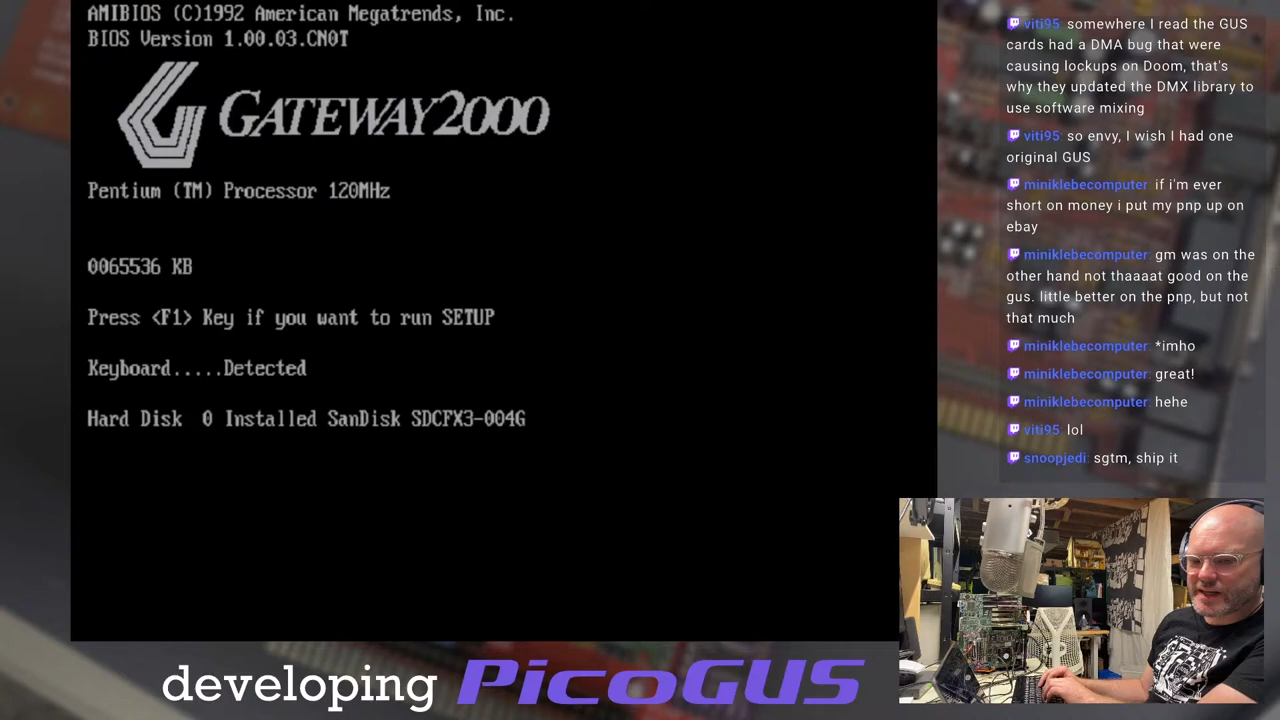 AMIBIOS (C)1992 American Megatrends, Inc.
BIOS Version 1.00.03.CN0T
GATEWAY2000
Pentium (TM) Processor 120MHz
0065536 KB
Press <F1> Key if you want to run SETUP
Keyboard.....Detected
Hard Disk 0 Installed SanDisk SDCFX3-004G
viti95: somewhere I read the GUS
cards had a DMA bug that were
causing lockups on Doom, that's
why they updated the DMX library to
use software mixing
viti95: so envy, I wish I had one
original GUS
miniklebecomputer: if i'm ever
short on money i put my pnp up on
ebay
miniklebecomputer: gm was on the
other hand not thaaaat good on the
gus. little better on the pnp, but not
that much
miniklebecomputer: *imho
miniklebecomputer: great!
miniklebecomputer: hehe
viti95: lol
snoopjedi: sgtm, ship it
developing PicoGUS